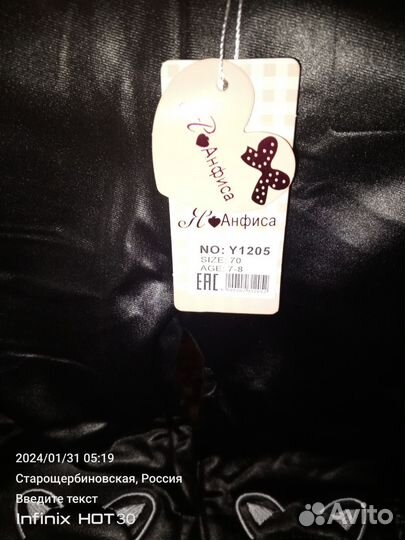 Анфиса
Анфиса
NO: Y1205
SIZE: 70
AGE: 7-8
EAC
2024/01/31 05:19
Старощербиновская, Россия
Введите текст
Infinix HOT30
Avito